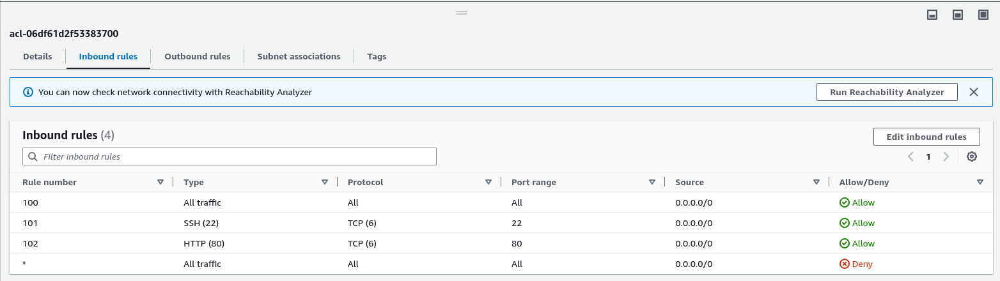 acl-06df61d2f53383700
Details Inbound rules Outbound rules Subnet associations Tags
You can now check network connectivity with Reachability Analyzer Run Reachability Analyzer
Inbound rules (4) Edit inbound rules
Filter inbound rules 1
Rule number Type Protocol Port range Source Allow/Deny
100 All traffic All All 0.0.0.0/0 Allow
101 SSH (22) TCP (6) 22 0.0.0.0/0 Allow
102 HTTP (80) TCP (6) 80 0.0.0.0/0 Allow
* All traffic All All 0.0.0.0/0 Deny